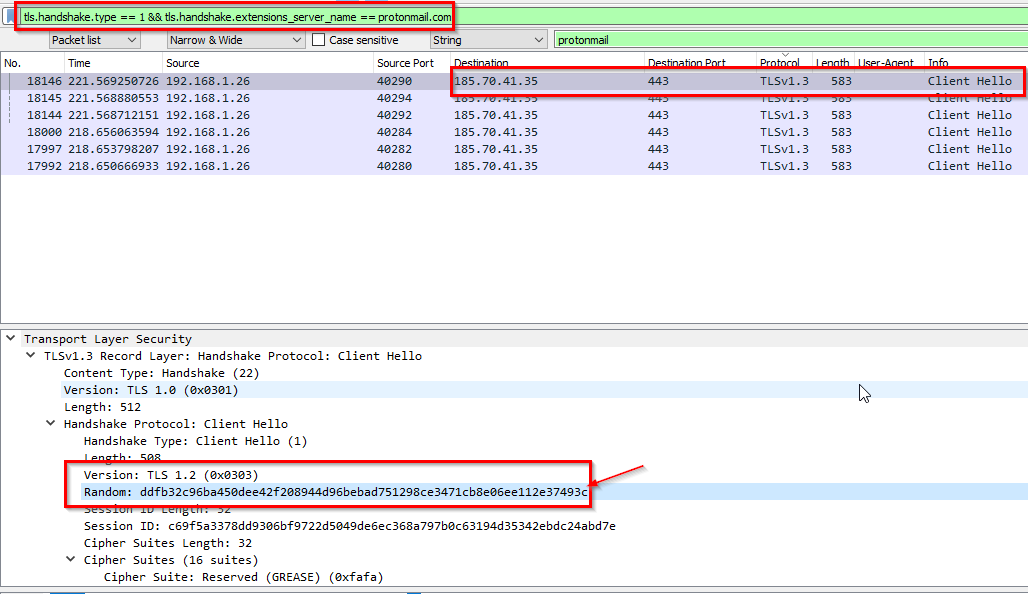 tls.handshake.type == 1 && tls.handshake.extensions_server_name == protonmail.com
Packet list Narrow & Wide Case sensitive String protonmail
No. Time Source Source Port Destination Destination Port Protocol Length User-Agent Info
18146 221.569250726 192.168.1.26 40290 185.70.41.35 443 TLSv1.3 583 Client Hello
18145 221.568880553 192.168.1.26 40294 185.70.41.35 443 TLSv1.3 583 Client Hello
18144 221.568712151 192.168.1.26 40292 185.70.41.35 443 TLSv1.3 583 Client Hello
18000 218.656063594 192.168.1.26 40284 185.70.41.35 443 TLSv1.3 583 Client Hello
17997 218.653798207 192.168.1.26 40282 185.70.41.35 443 TLSv1.3 583 Client Hello
17992 218.650666933 192.168.1.26 40280 185.70.41.35 443 TLSv1.3 583 Client Hello
Transport Layer Security
TLSv1.3 Record Layer: Handshake Protocol: Client Hello
Content Type: Handshake (22)
Version: TLS 1.0 (0x0301)
Length: 512
Handshake Protocol: Client Hello
Handshake Type: Client Hello (1)
Length: 508
Version: TLS 1.2 (0x0303)
Random: ddfb32c96ba450dee42f208944d96bebad751298ce3471cb8e06ee112e37493c
Session ID Length: 32
Session ID: c69f5a3378dd9306bf9722d5049de6ec368a797b0c63194d35342ebdc24abd7e
Cipher Suites Length: 32
Cipher Suites (16 suites)
Cipher Suite: Reserved (GREASE) (0xfafa)